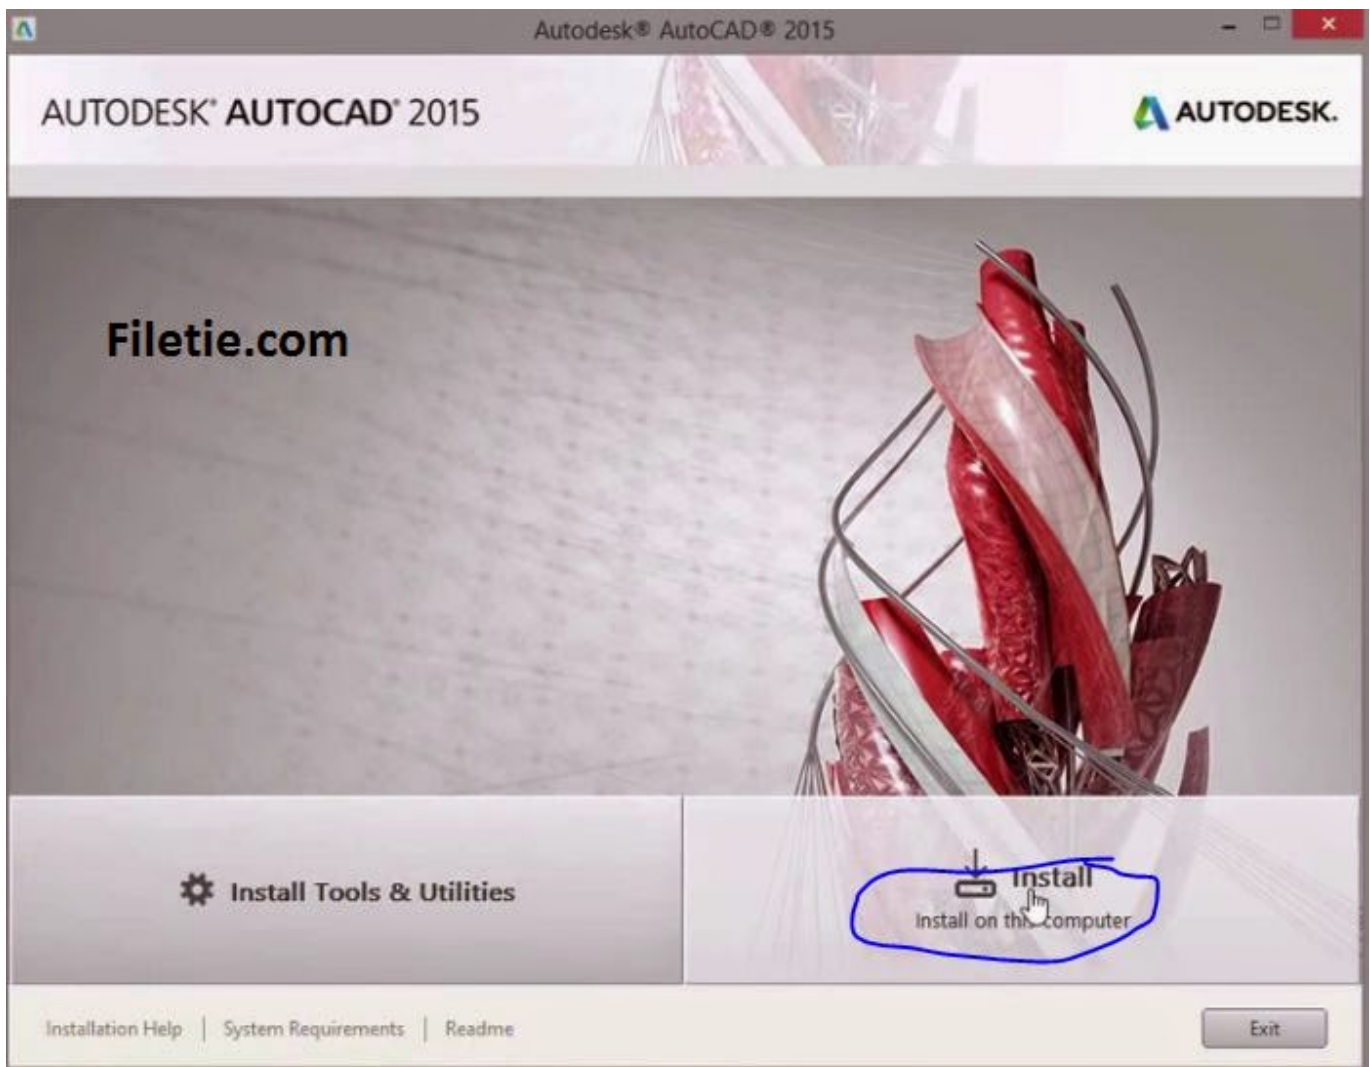 Autodesk® AutoCAD® 2015
AUTODESK® AUTOCAD® 2015
AUTODESK.
Filetie.com
Install Tools & Utilities
Install
Install on this computer
Installation Help | System Requirements | Readme
Exit